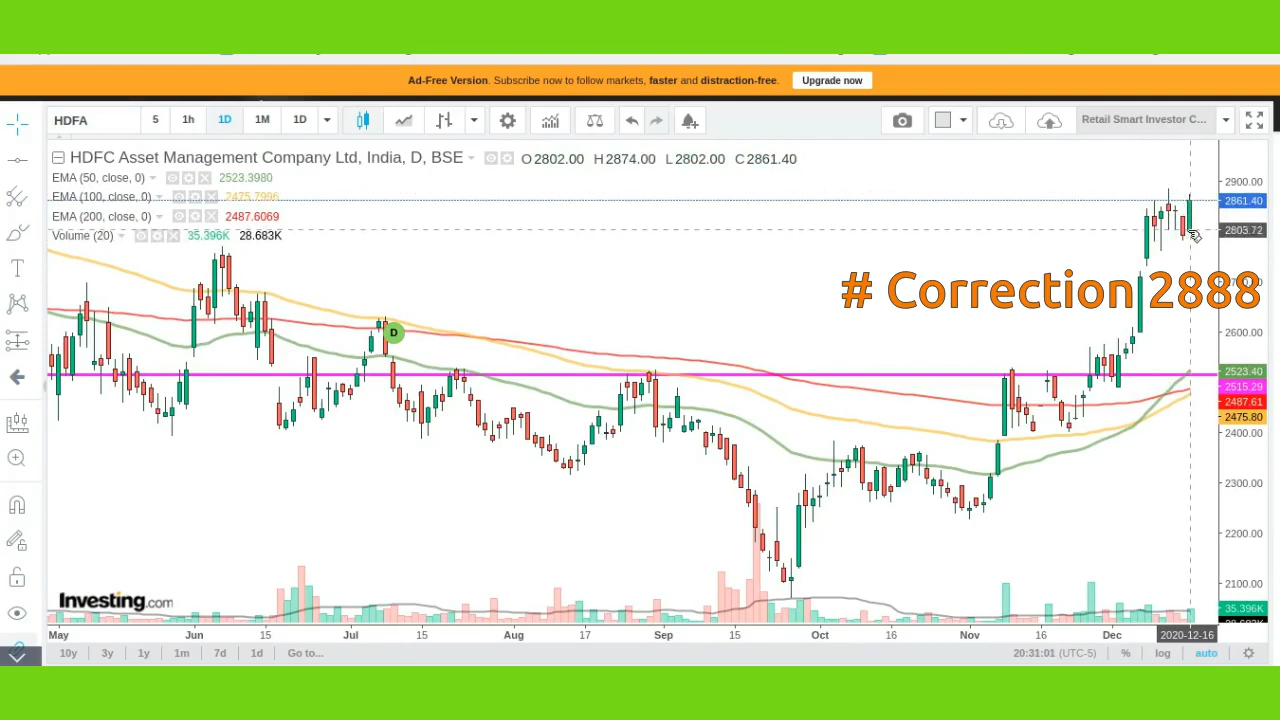 Ad-Free Version. Subscribe now to follow markets, faster and distraction-free. Upgrade now
HDFA 5 1h 1D 1M 1D Retail Smart Investor C...
HDFC Asset Management Company Ltd, India, D, BSE O2802.00 H2874.00 L2802.00 C2861.40
EMA (50, close, 0) 2523.3980
EMA (100, close, 0) 2475.7996
EMA (200, close, 0) 2487.6069
Volume (20) 35.396K 28.683K
2900.00
2861.40
2803.72
# Correction 2888
2600.00
D
2523.40
2515.29
2487.61
2475.80
2400.00
2300.00
2200.00
2100.00
Investing.com
35.396K
May Jun 15 Jul 15 Aug 17 Sep 15 Oct 16 Nov 16 Dec 2020-12-16
10y 3y 1y 1m 7d 1d Go to... 20:31:01 (UTC-5) % log auto